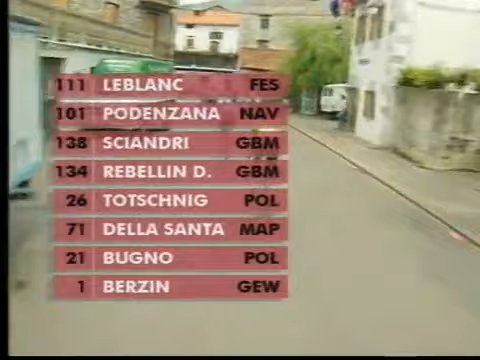 111 LEBLANC FES
101 PODENZANA NAV
138 SCIANDRI GBM
134 REBELLIN D. GBM
26 TOTSCHNIG POL
71 DELLA SANTA MAP
21 BUGNO POL
1 BERZIN GEW